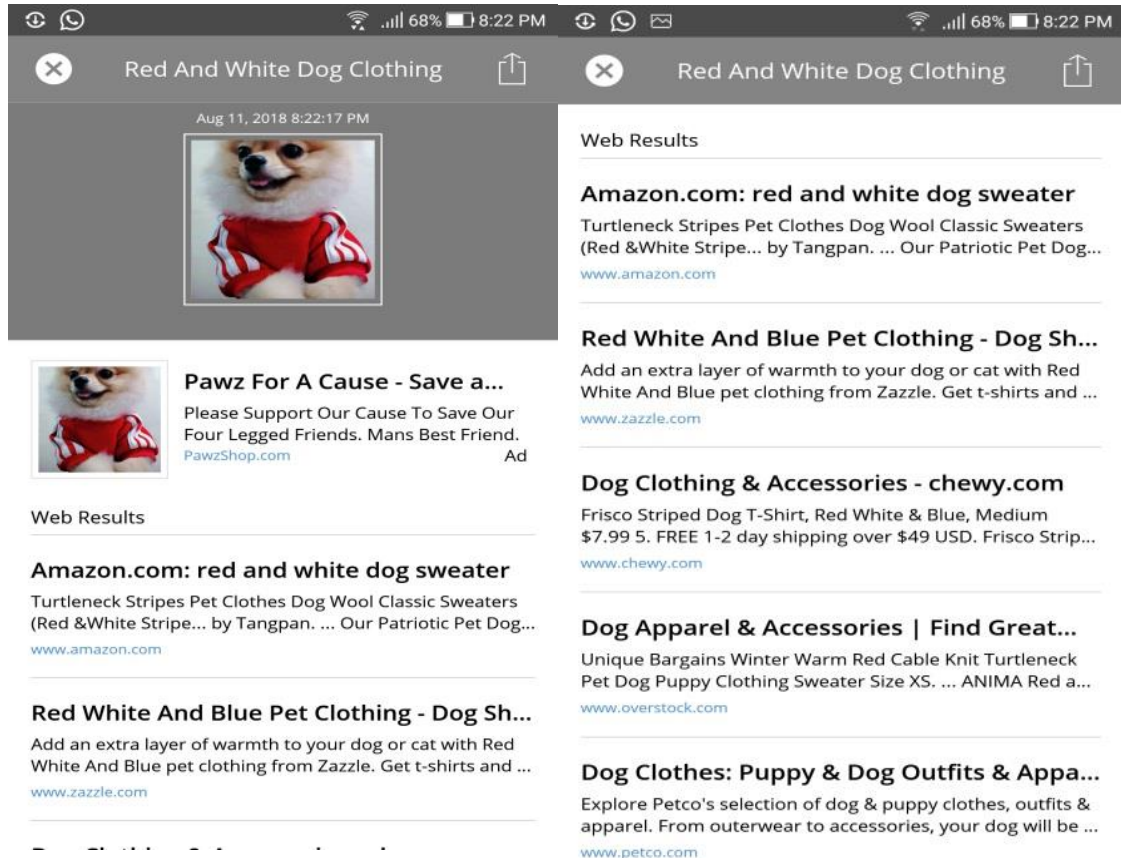 68% 8:22 PM
Red And White Dog Clothing
Aug 11, 2018 8:22:17 PM
Pawz For A Cause - Save a...
Please Support Our Cause To Save Our
Four Legged Friends. Mans Best Friend.
PawzShop.com Ad
Web Results
Amazon.com: red and white dog sweater
Turtleneck Stripes Pet Clothes Dog Wool Classic Sweaters
(Red &White Stripe... by Tangpan. ... Our Patriotic Pet Dog...
www.amazon.com
Red White And Blue Pet Clothing - Dog Sh...
Add an extra layer of warmth to your dog or cat with Red
White And Blue pet clothing from Zazzle. Get t-shirts and ...
www.zazzle.com
68% 8:22 PM
Red And White Dog Clothing
Web Results
Amazon.com: red and white dog sweater
Turtleneck Stripes Pet Clothes Dog Wool Classic Sweaters
(Red &White Stripe... by Tangpan. ... Our Patriotic Pet Dog...
www.amazon.com
Red White And Blue Pet Clothing - Dog Sh...
Add an extra layer of warmth to your dog or cat with Red
White And Blue pet clothing from Zazzle. Get t-shirts and ...
www.zazzle.com
Dog Clothing & Accessories - chewy.com
Frisco Striped Dog T-Shirt, Red White & Blue, Medium
$7.99 5. FREE 1-2 day shipping over $49 USD. Frisco Strip...
www.chewy.com
Dog Apparel & Accessories | Find Great...
Unique Bargains Winter Warm Red Cable Knit Turtleneck
Pet Dog Puppy Clothing Sweater Size XS. ... ANIMA Red a...
www.overstock.com
Dog Clothes: Puppy & Dog Outfits & Appa...
Explore Petco's selection of dog & puppy clothes, outfits &
apparel. From outerwear to accessories, your dog will be ...
www.petco.com